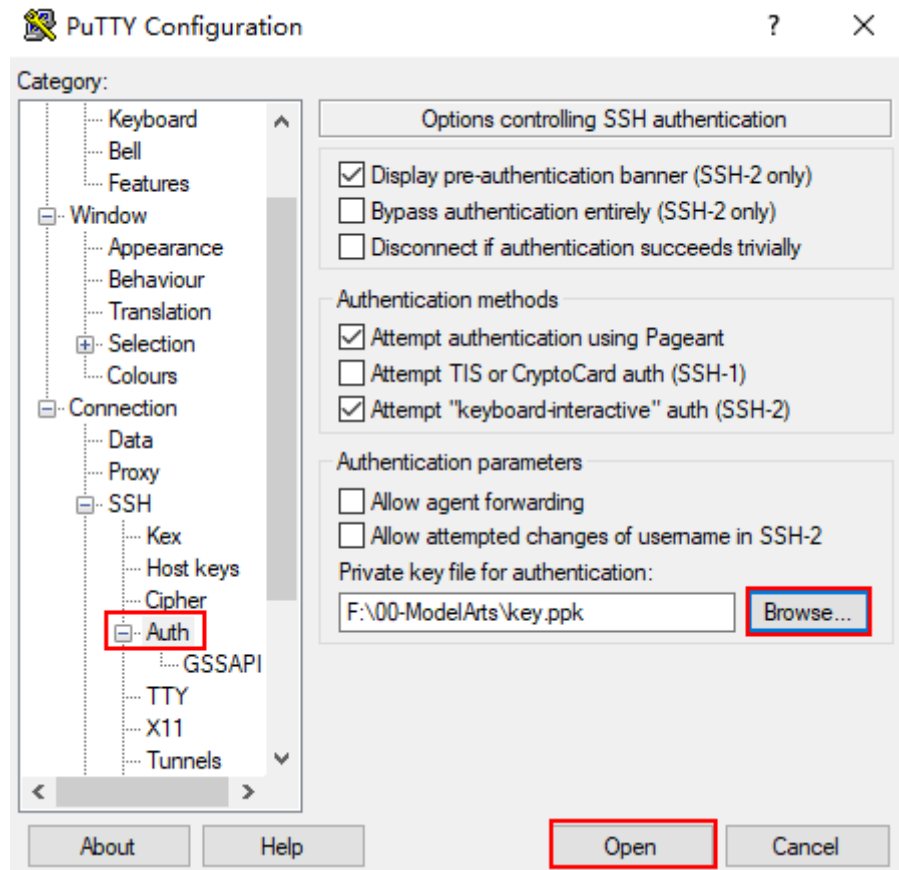 PuTTY Configuration
?
Category:
Keyboard
Bell
Features
Window
Appearance
Behaviour
Translation
Selection
Colours
Connection
Data
Proxy
SSH
Kex
Host keys
Cipher
Auth
GSSAPI
TTY
X11
Tunnels
Options controlling SSH authentication
Display pre-authentication banner (SSH-2 only)
Bypass authentication entirely (SSH-2 only)
Disconnect if authentication succeeds trivially
Authentication methods
Attempt authentication using Pageant
Attempt TIS or CryptoCard auth (SSH-1)
Attempt "keyboard-interactive" auth (SSH-2)
Authentication parameters
Allow agent forwarding
Allow attempted changes of username in SSH-2
Private key file for authentication:
F:\00-ModelArts\key.ppk
Browse...
About
Help
Open
Cancel